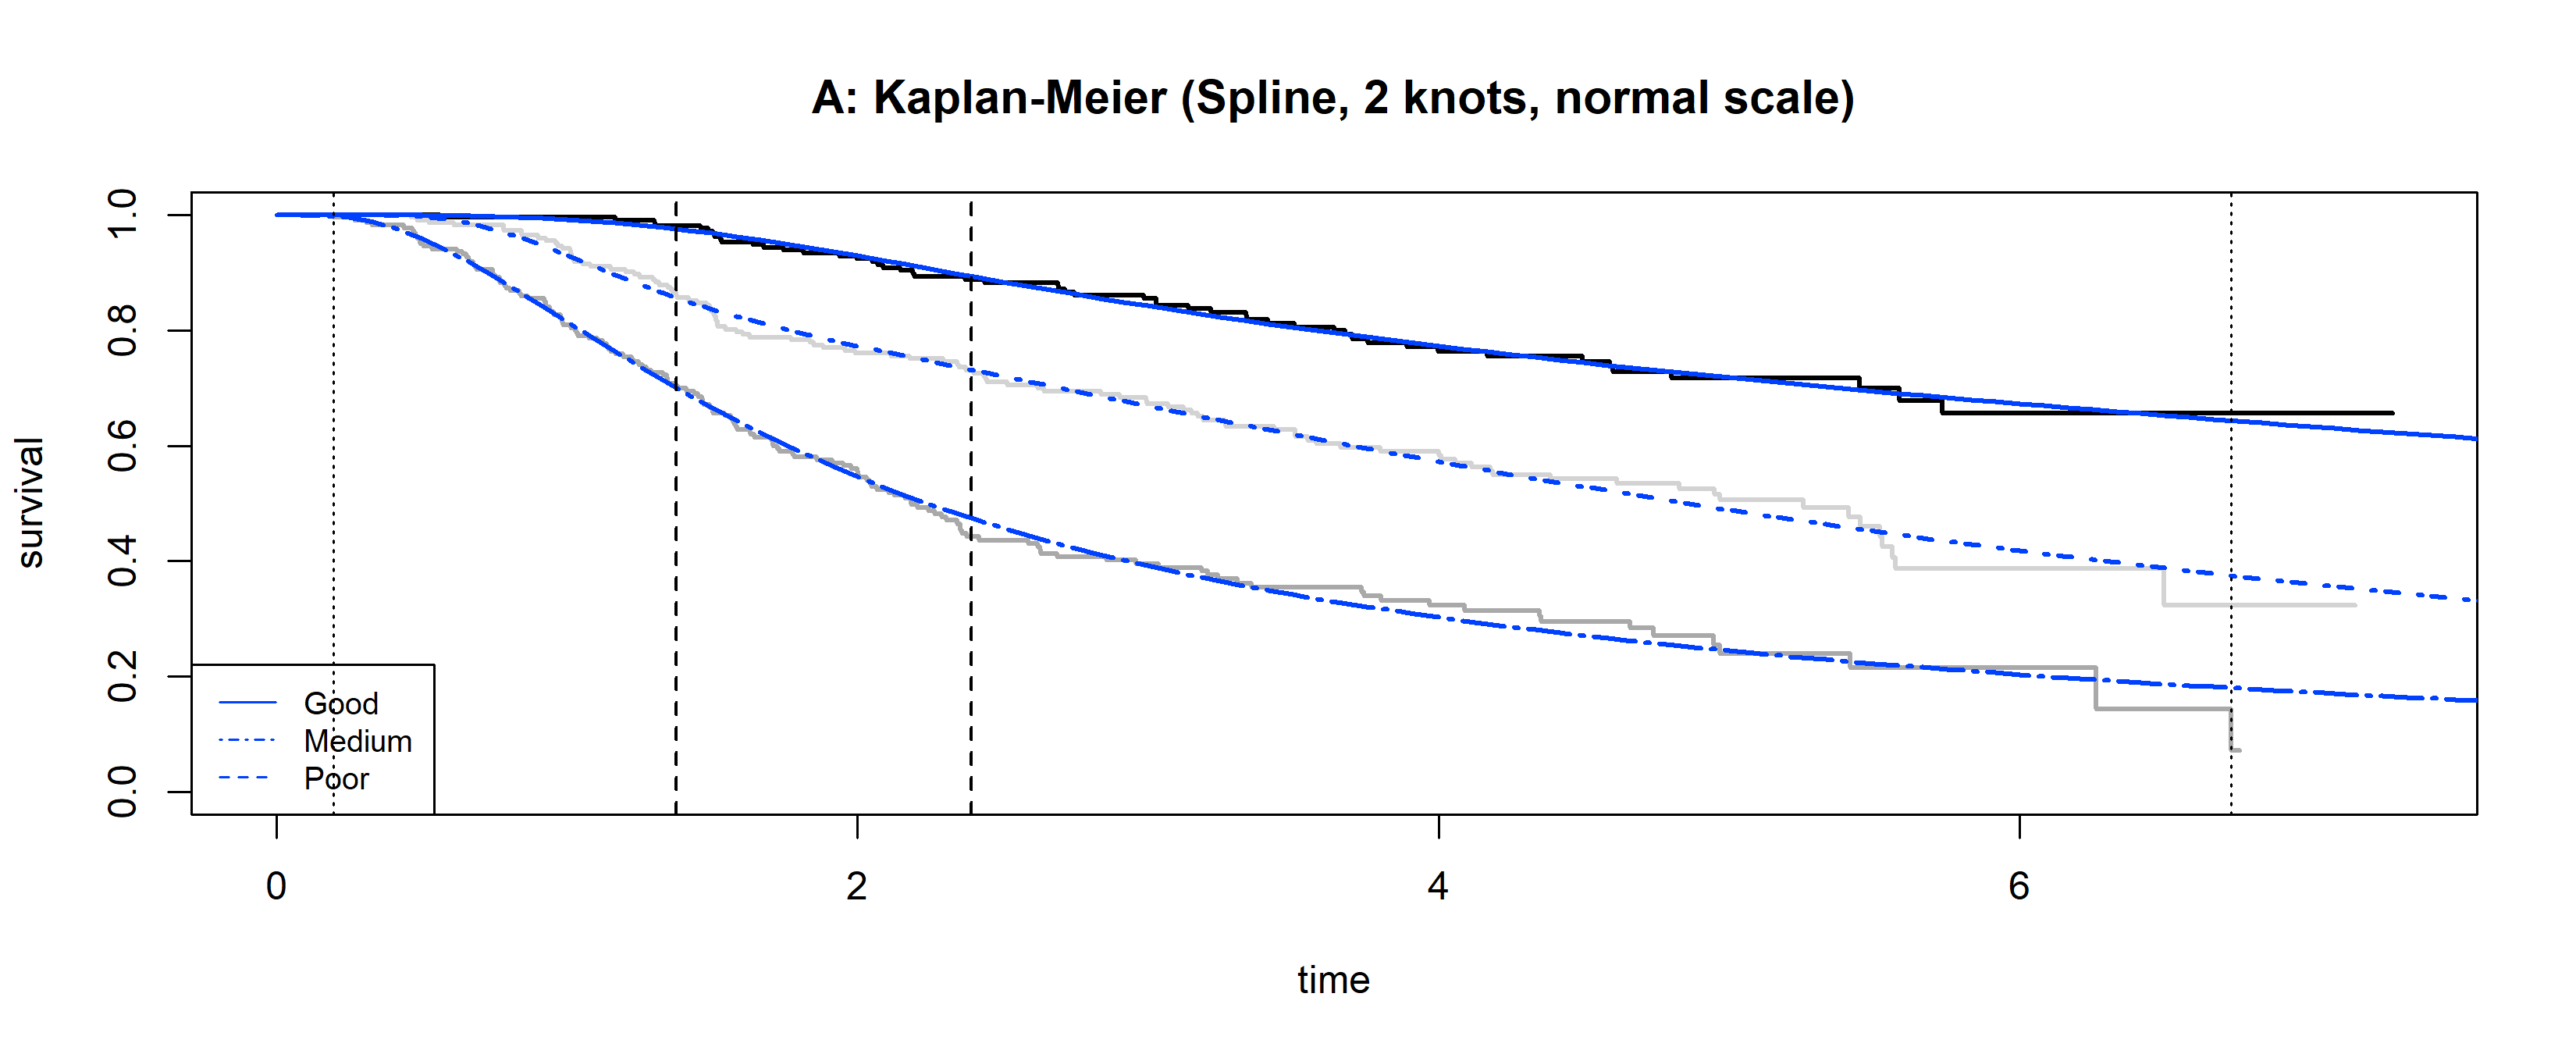 A: Kaplan-Meier (Spline, 2 knots, normal scale)
survival
1.0
0.8
0.6
0.4
0.2
0.0
Good
Medium
Poor
0 2 4 6
time